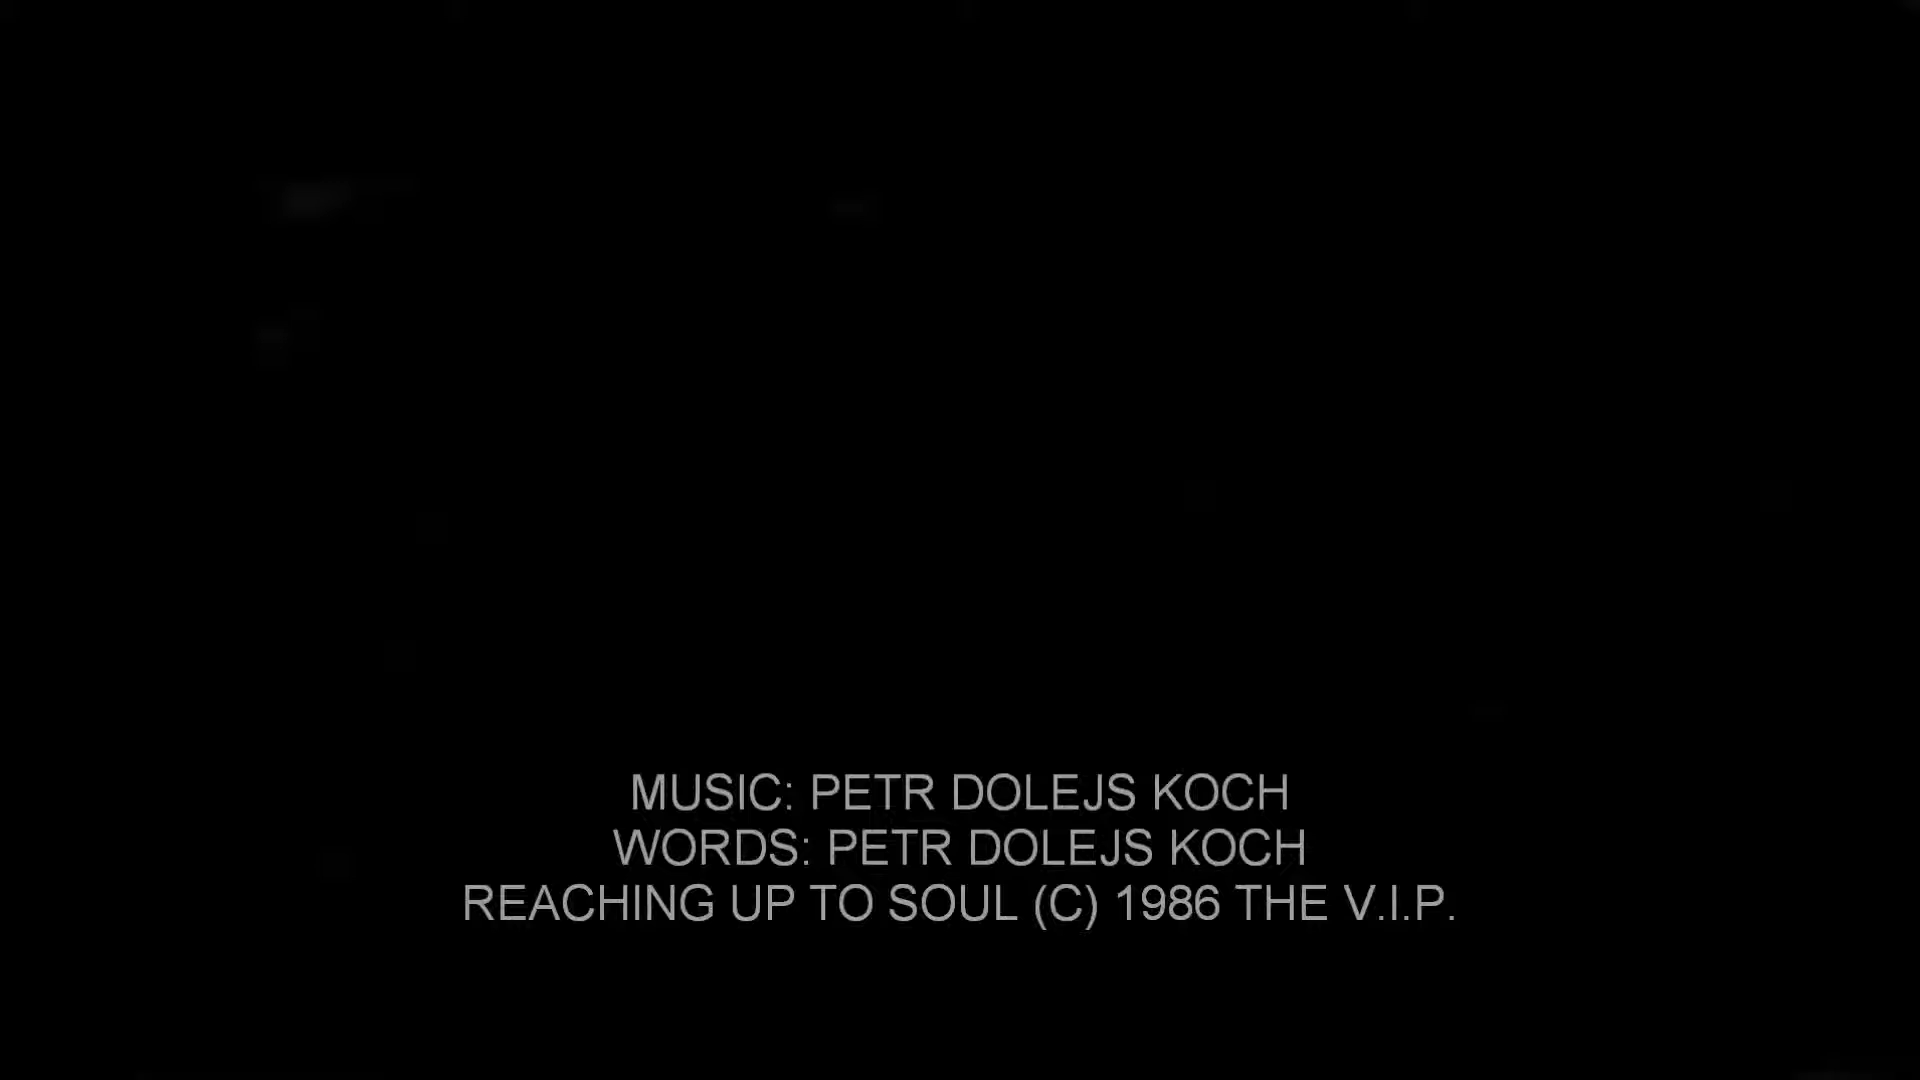 MUSIC: PETR DOLEJS KOCH
WORDS: PETR DOLEJS KOCH
REACHING UP TO SOUL (C) 1986 THE V.I.P.